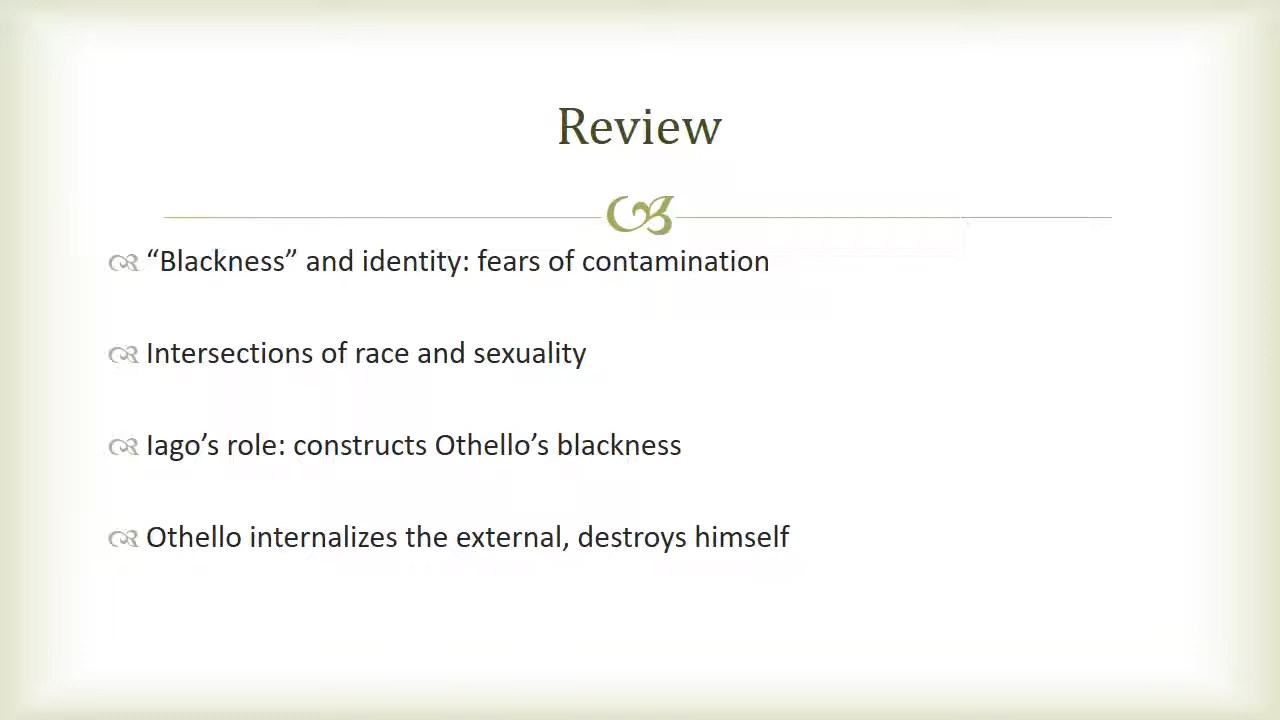 Review
“Blackness” and identity: fears of contamination
Intersections of race and sexuality
Iago’s role: constructs Othello’s blackness
Othello internalizes the external, destroys himself